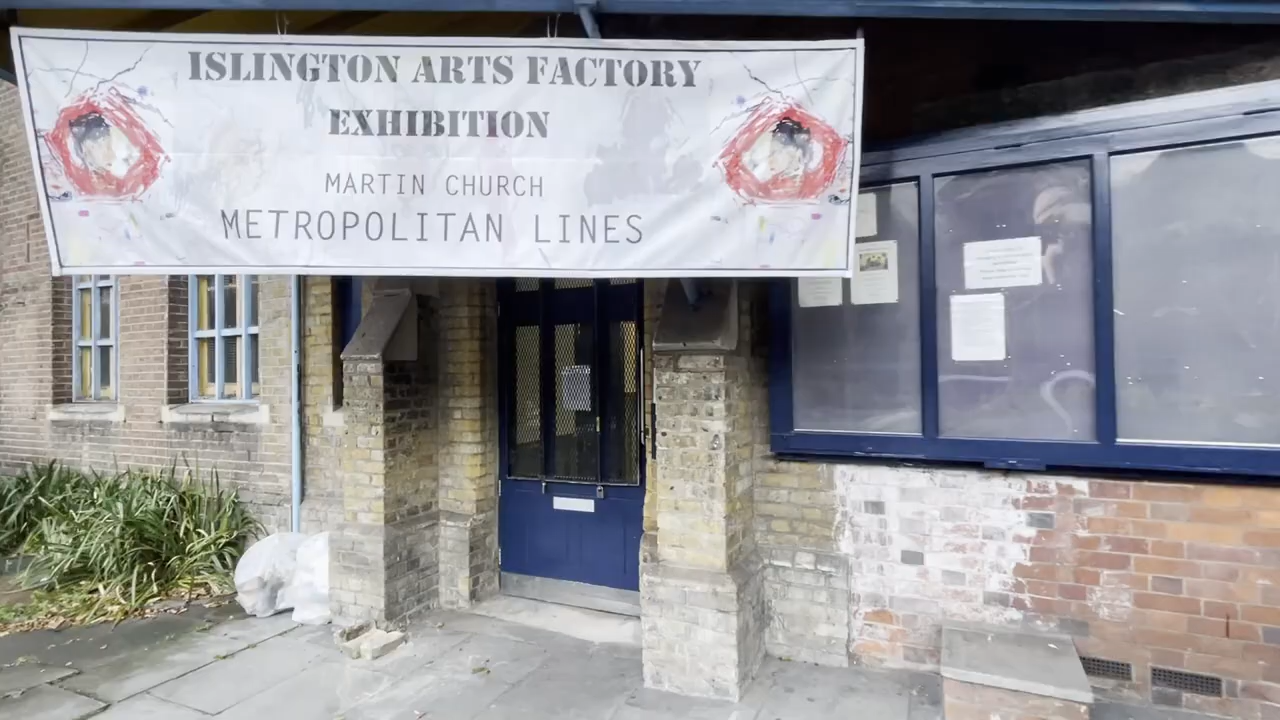 ISLINGTON ARTS FACTORY
EXHIBITION
MARTIN CHURCH
METROPOLITAN LINES